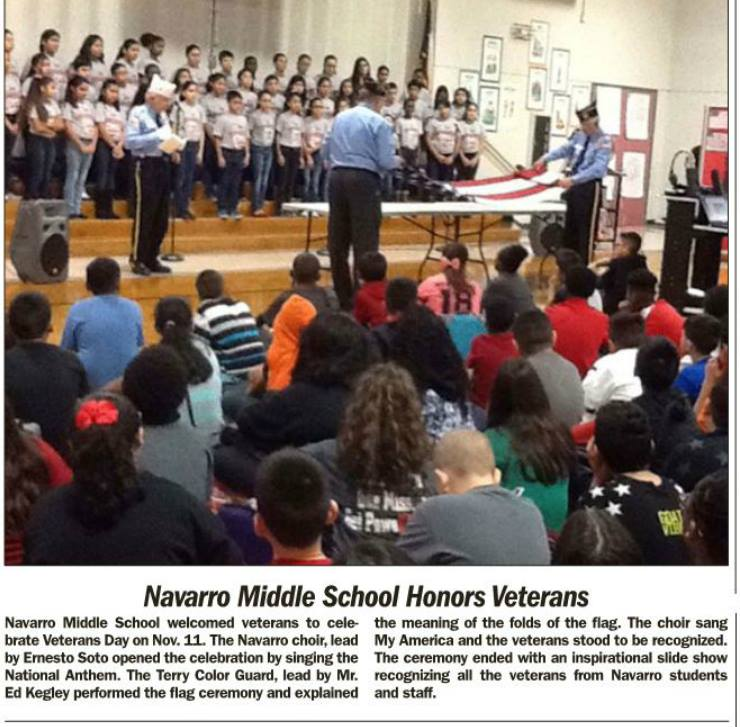 18
Navarro Middle School Honors Veterans
Navarro Middle School welcomed veterans to cele-
brate Veterans Day on Nov. 11. The Navarro choir, lead
by Ernesto Soto opened the celebration by singing the
National Anthem. The Terry Color Guard, lead by Mr.
Ed Kegley performed the flag ceremony and explained
the meaning of the folds of the flag. The choir sang
My America and the veterans stood to be recognized.
The ceremony ended with an inspirational slide show
recognizing all the veterans from Navarro students
and staff.